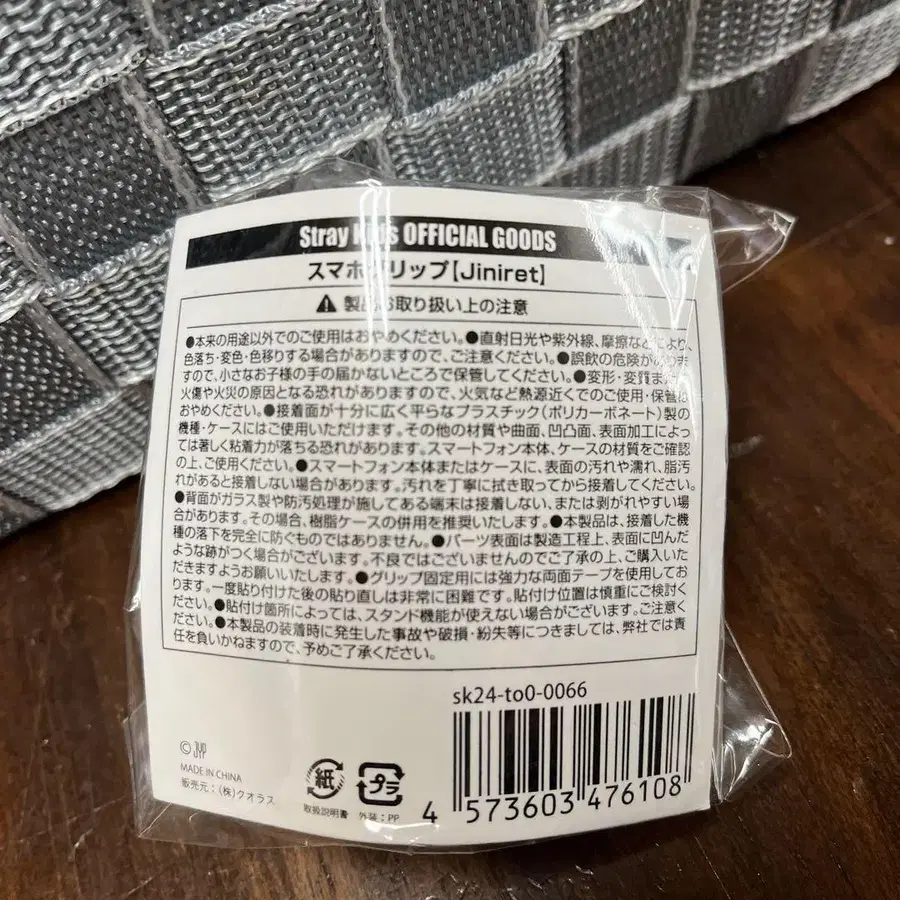 Stray Kids OFFICIAL GOODS
スマホグリップ【Jiniret】
⚠ 製品お取り扱い上の注意
●本来の用途以外でのご使用はおやめください。●直射日光や紫外線、摩擦などにより、
色落ち・変色・色移りする場合がありますので、ご注意ください。●誤飲の危険がありま
すので、小さなお子様の手の届かないところで保管してください。●変形・変質または
火傷や火災の原因となる恐れがありますので、火気など熱源近くでのご使用・保管は
おやめください。●接着面が十分に広く平らなプラスチック(ポリカーボネート)製の
機種・ケースにはご使用いただけます。その他の材質や曲面、凹凸面、表面加工によっ
ては著しく粘着力が落ちる恐れがあります。スマートフォン本体、ケースの材質をご確認
の上、ご使用ください。●スマートフォン本体またはケースに、表面の汚れや濡れ、脂汚
れがあると接着しない場合があります。汚れを丁寧に拭き取ってから接着してください。
●背面がガラス製や防汚処理が施してある端末は接着しない、または剥がれやすい場
合があります。その場合、樹脂ケースの併用を推奨いたします。●本製品は、接着した機
種の落下を完全に防ぐものではありません。●パーツ表面は製造工程上、表面に凹んだ
ような跡がつく場合がございます。不良ではございませんのでご了承の上、ご購入いた
だきますようお願いいたします。●グリップ固定用には強力な両面テープを使用してお
ります。一度貼り付けた後の貼り直しは非常に困難です。貼付け位置は慎重にご検討く
ださい。●貼付け箇所によっては、スタンド機能が使えない場合がございます。ご注意く
ださい。●本製品の装着時に発生した事故や破損・紛失等につきましては、弊社では責
任を負いかねますので、予めご了承ください。
sk24-to0-0066
© JYP
MADE IN CHINA
販売元:(株)クオラス
紙
取扱説明書
プラ
外装:PP
4 573603 476108